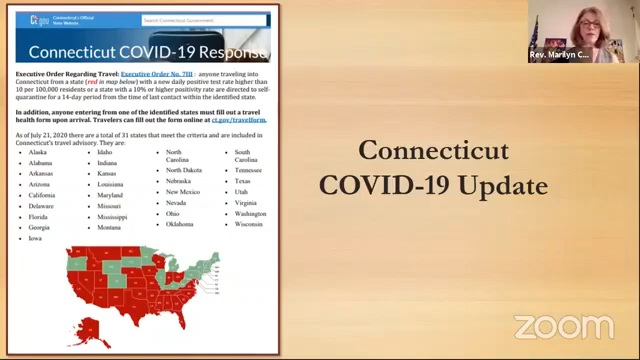 ct.gov
Connecticut's Official
State Website
Search Connecticut Government...
Connecticut COVID-19 Response
Executive Order Regarding Travel: Executive Order No. 7III : anyone traveling into
Connecticut from a state (red in map below) with a new daily positive test rate higher than
10 per 100,000 residents or a state with a 10% or higher positivity rate are directed to self-
quarantine for a 14-day period from the time of last contact within the identified state.
In addition, anyone entering from one of the identified states must fill out a travel
health form upon arrival. Travelers can fill out the form online at ct.gov/travelform.
As of July 21, 2020 there are a total of 31 states that meet the criteria and are included in
Connecticut's travel advisory. They are:
Alaska
Alabama
Arkansas
Arizona
California
Delaware
Florida
Georgia
Iowa
Idaho
Indiana
Kansas
Louisiana
Maryland
Missouri
Mississippi
Montana
North
Carolina
North Dakota
Nebraska
New Mexico
Nevada
Ohio
Oklahoma
South
Carolina
Tennessee
Texas
Utah
Virginia
Washington
Wisconsin
Connecticut
COVID-19 Update
Rev. Marilyn C...
zoom